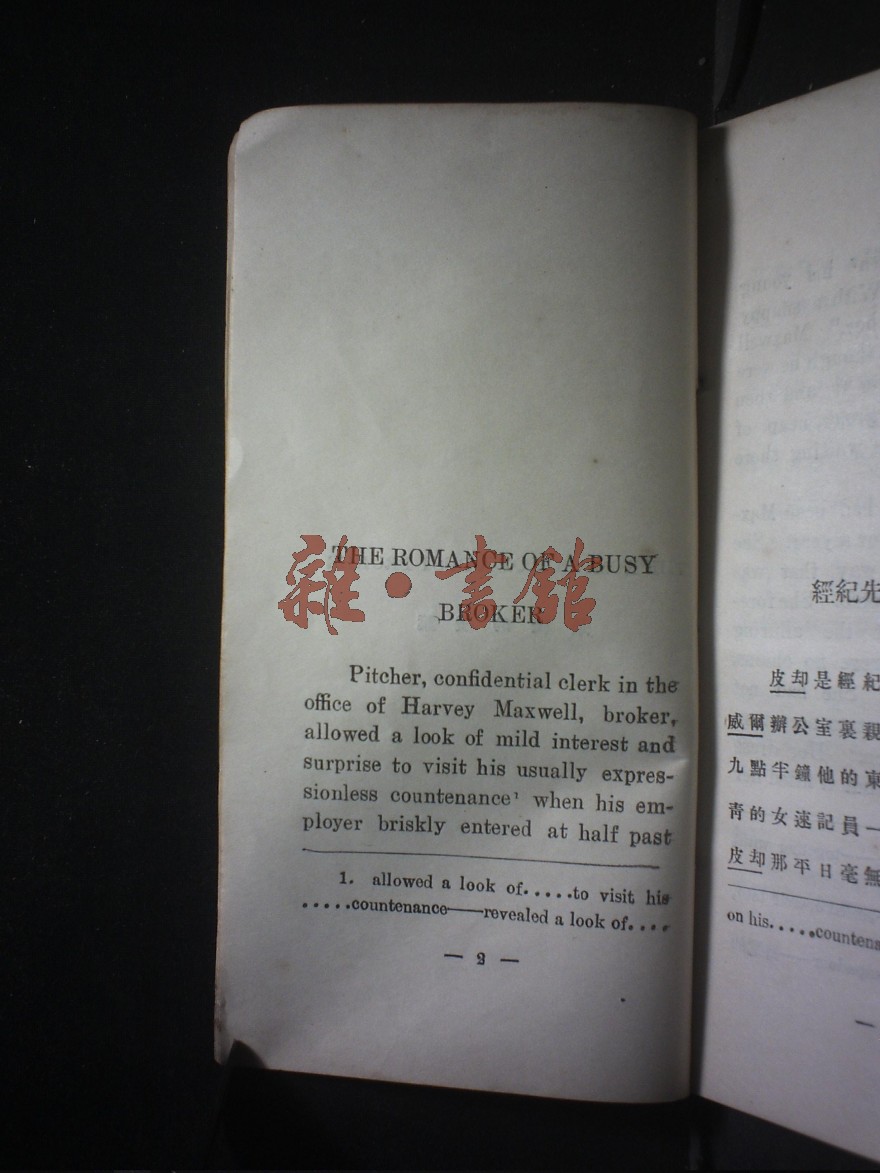 THE ROMANCE OF A BUSY
BROKER
雜·書館
Pitcher, confidential clerk in the
office of Harvey Maxwell, broker,
allowed a look of mild interest and
surprise to visit his usually expres-
sionless countenance¹ when his em-
ployer briskly entered at half past
1. allowed a look of.....to visit his
.....countenance——revealed a look of....
— 2 —
經紀先
皮却是經紀
威爾辦公室裏親
九點半鐘他的東
青的女速記員一
皮却那平日毫無
on his.....countena
—